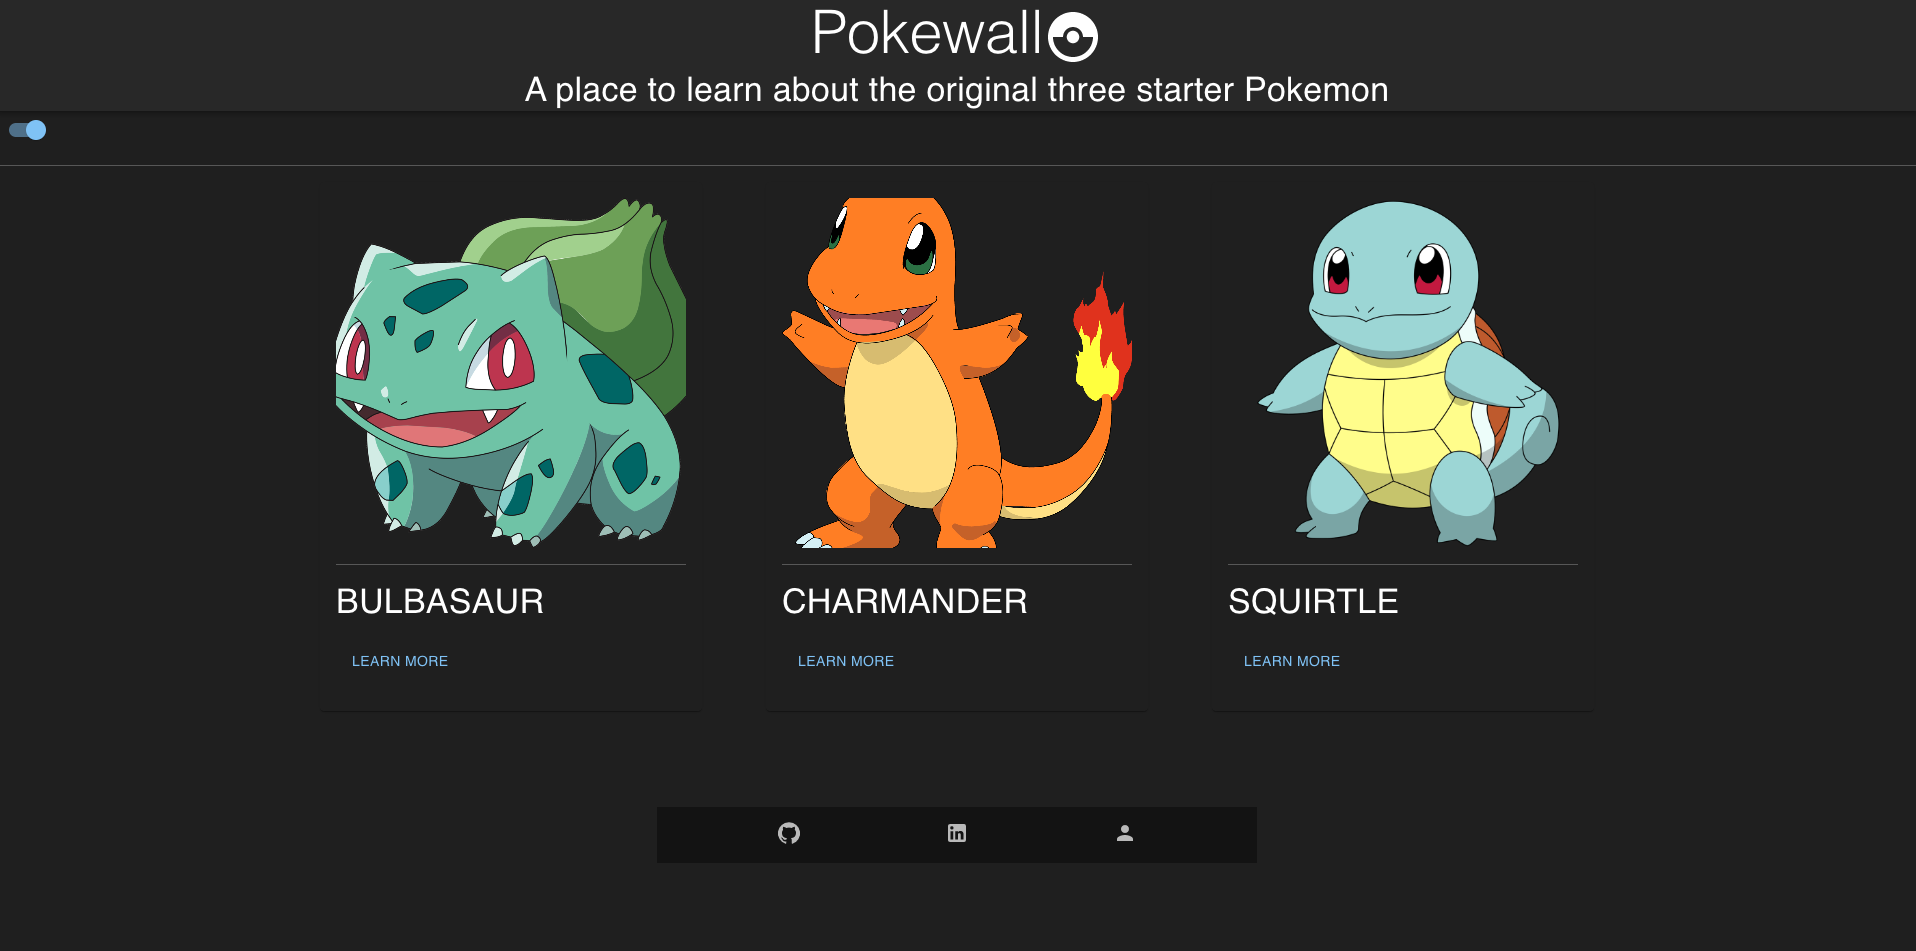 Pokewall
A place to learn about the original three starter Pokemon
BULBASAUR
CHARMANDER
SQUIRTLE
LEARN MORE
LEARN MORE
LEARN MORE
in